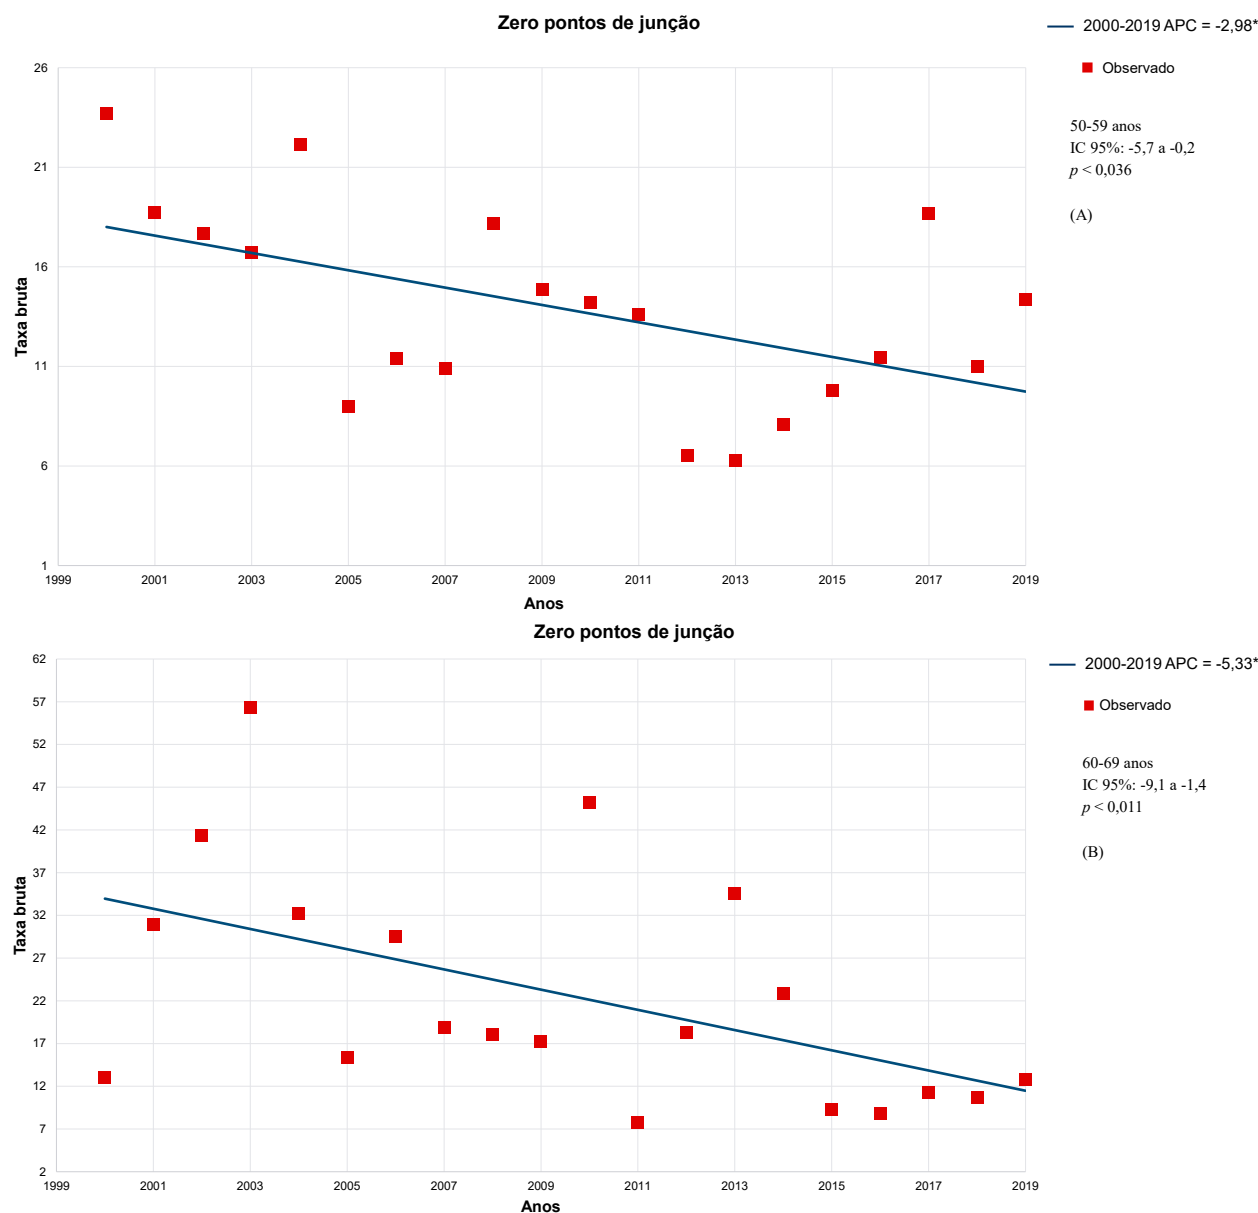 Zero pontos de junção
2000-2019 APC = -2,98*
Observado
50-59 anos
IC 95%: -5,7 a -0,2
p < 0,036
(A)
Taxa bruta
26
21
16
11
6
1
1999 2001 2003 2005 2007 2009 2011 2013 2015 2017 2019
Anos
Zero pontos de junção
2000-2019 APC = -5,33*
Observado
60-69 anos
IC 95%: -9,1 a -1,4
p < 0,011
(B)
Taxa bruta
62
57
52
47
42
37
32
27
22
17
12
7
2
1999 2001 2003 2005 2007 2009 2011 2013 2015 2017 2019
Anos